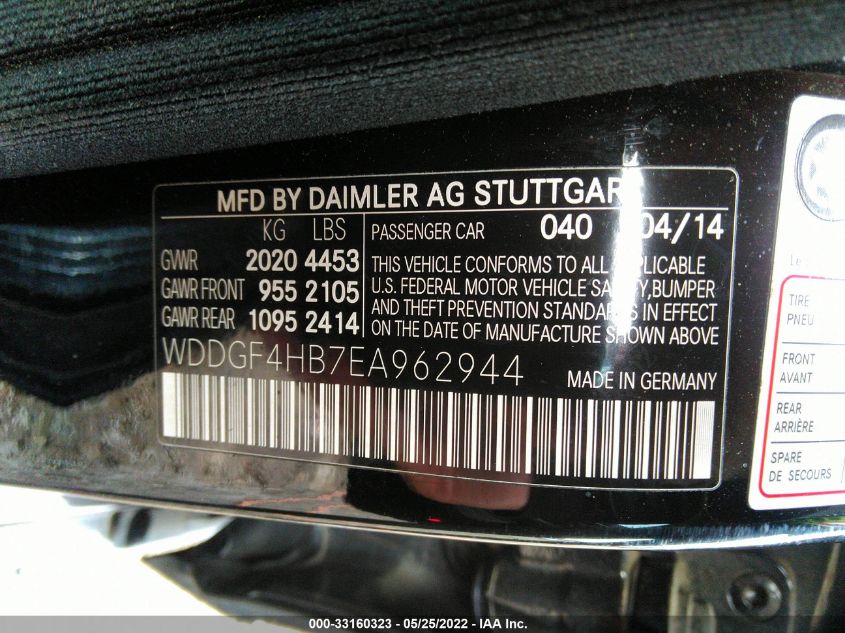 MFD BY DAIMLER AG STUTTGAR
KG LBS
GVWR 2020 4453
GAWR FRONT 955 2105
GAWR REAR 1095 2414
PASSENGER CAR 040 04/14
THIS VEHICLE CONFORMS TO ALL APPLICABLE
U.S. FEDERAL MOTOR VEHICLE SAFETY, BUMPER
AND THEFT PREVENTION STANDARDS IN EFFECT
ON THE DATE OF MANUFACTURE SHOWN ABOVE
WDDGF4HB7EA962944
MADE IN GERMANY
TIRE
PNEU
FRONT
AVANT
REAR
ARRIÈRE
SPARE
DE SECOURS
000-33160323 - 05/25/2022 - IAA Inc.